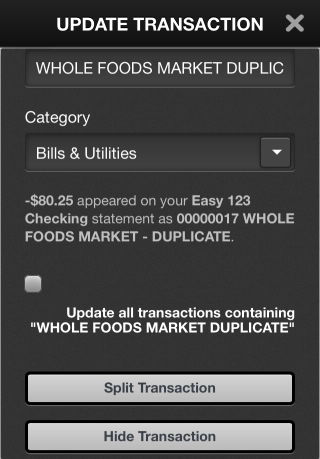 UPDATE TRANSACTION
WHOLE FOODS MARKET DUPLIC
Category
Bills & Utilities
-$80.25 appeared on your Easy 123
Checking statement as 00000017 WHOLE
FOODS MARKET - DUPLICATE.
Update all transactions containing
"WHOLE FOODS MARKET DUPLICATE"
Split Transaction
Hide Transaction